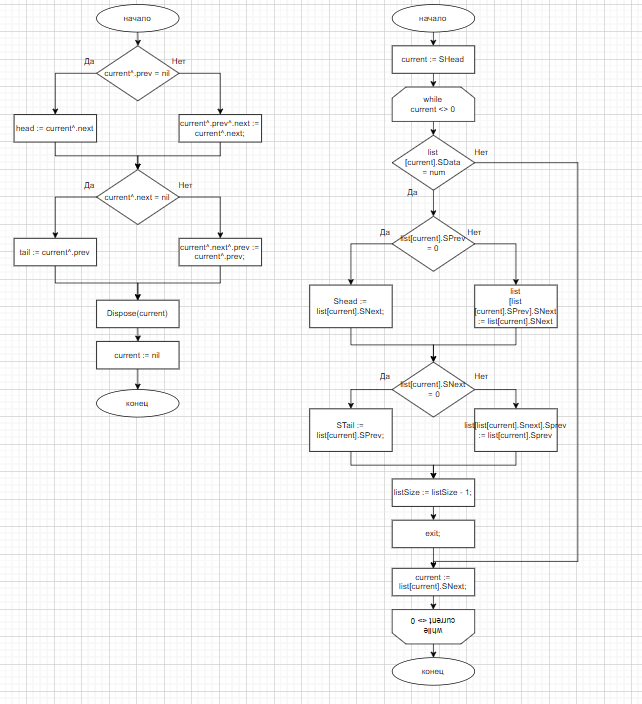 начало
Да
Нет
current^.prev = nil
head := current^.next
current^.prev^.next :=
current^.next;
Да
Нет
current^.next = nil
tail := current^.prev
current^.next^.prev :=
current^.prev;
Dispose(current)
current := nil
конец
начало
current := SHead
while
current <> 0
list
[current].SData
= num
Нет
Да
Да
Нет
list[current].SPrev
= 0
Shead :=
list[current].SNext;
list
[list
[current].SPrev].SNext
:= list[current].SNext
Да
Нет
list[current].SNext
= 0
STail :=
list[current].SPrev;
list[list[current].Snext].Sprev
:= list[current].Sprev
listSize := listSize - 1;
exit;
current :=
list[current].SNext;
while
current <> 0
конец